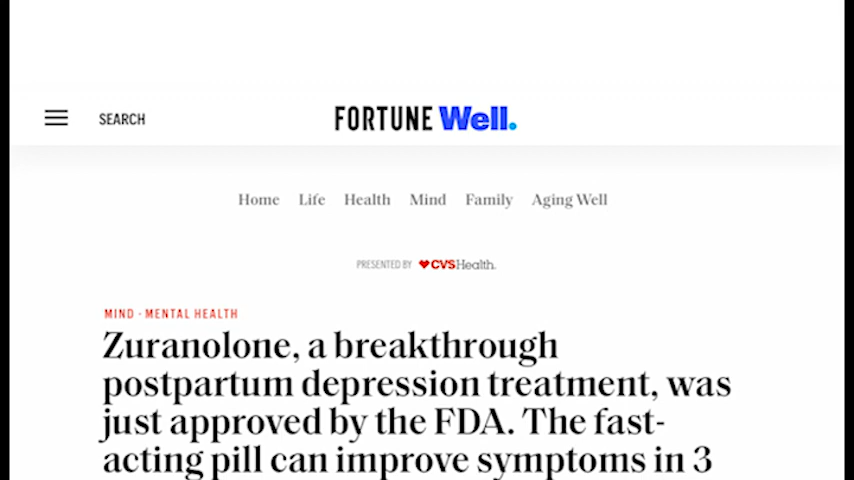 SEARCH
FORTUNE Well.
Home Life Health Mind Family Aging Well
PRESENTED BY CVSHealth.
MIND · MENTAL HEALTH
Zuranolone, a breakthrough
postpartum depression treatment, was
just approved by the FDA. The fast-
acting pill can improve symptoms in 3